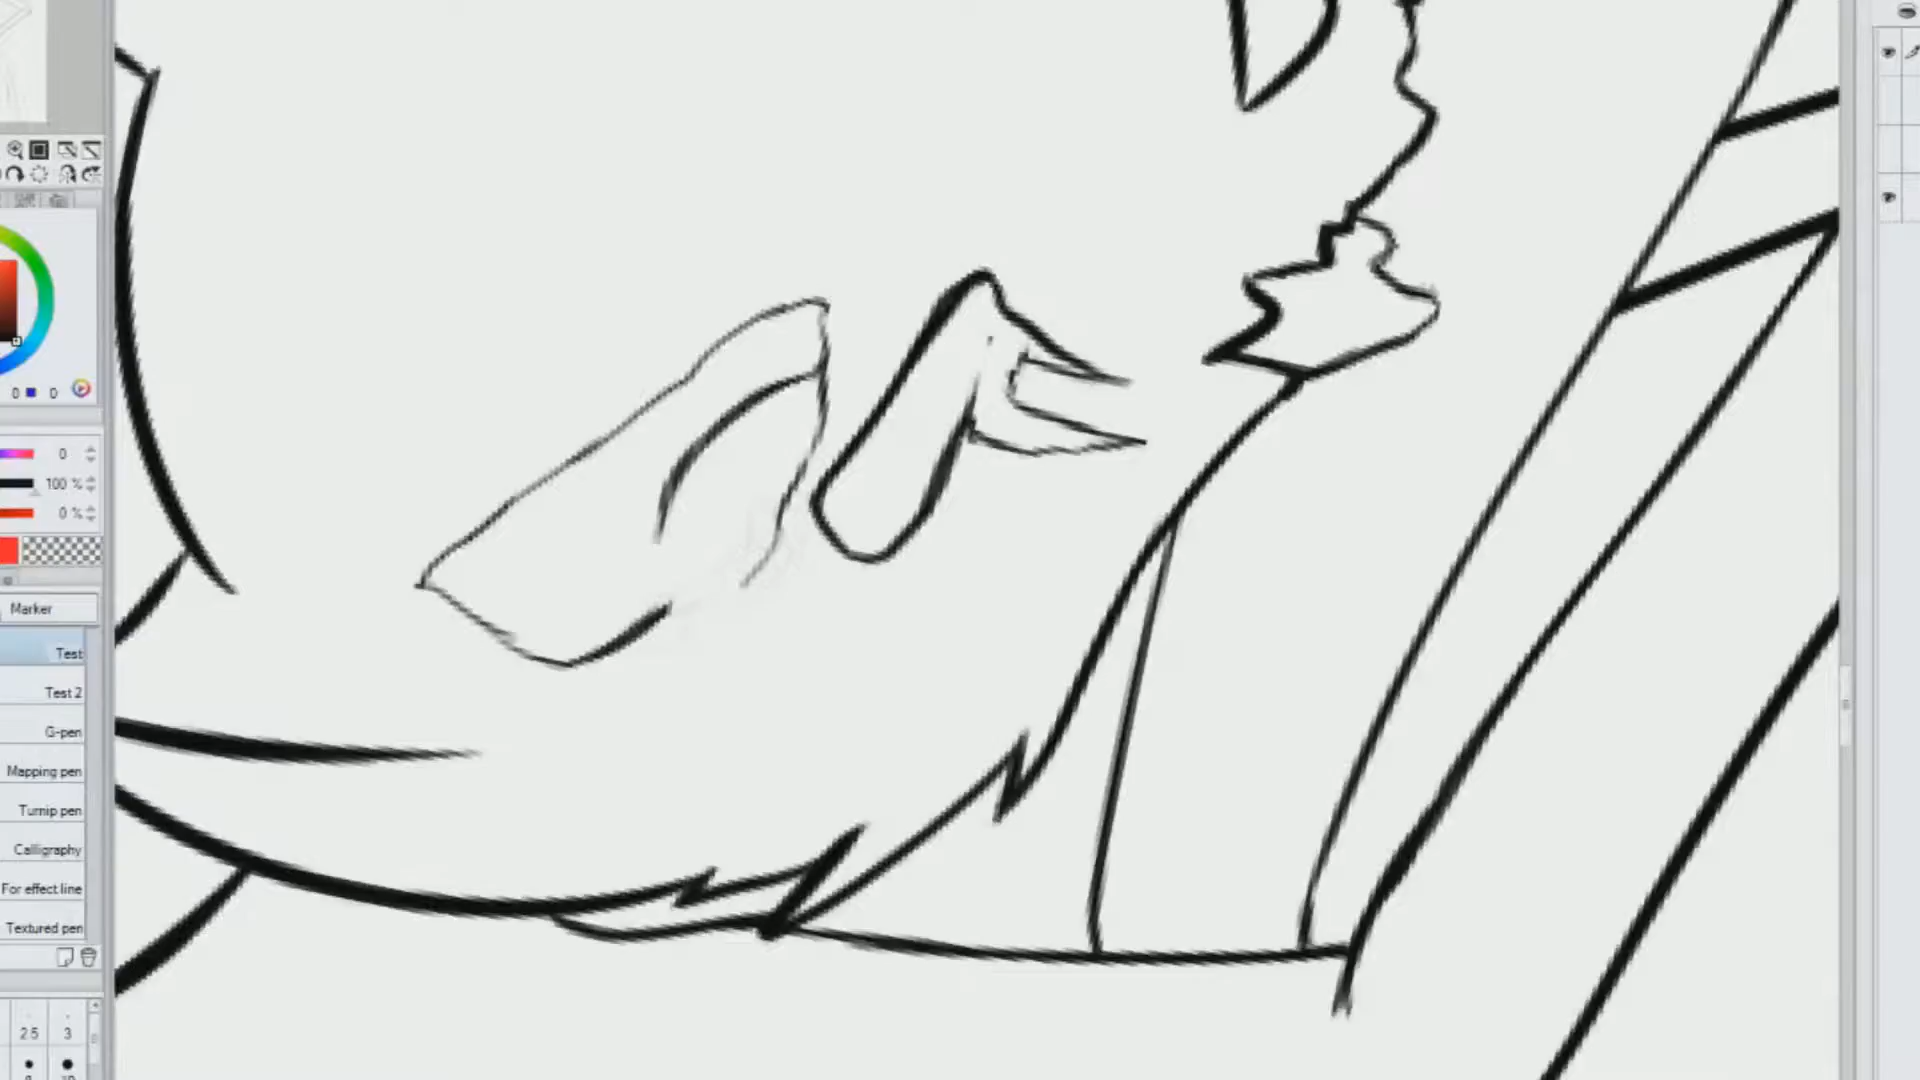 0 0
0
100 %
0 %
Marker
Test
Test 2
G-pen
Mapping pen
Turnip pen
Calligraphy
For effect line
Textured pen
2.5 3